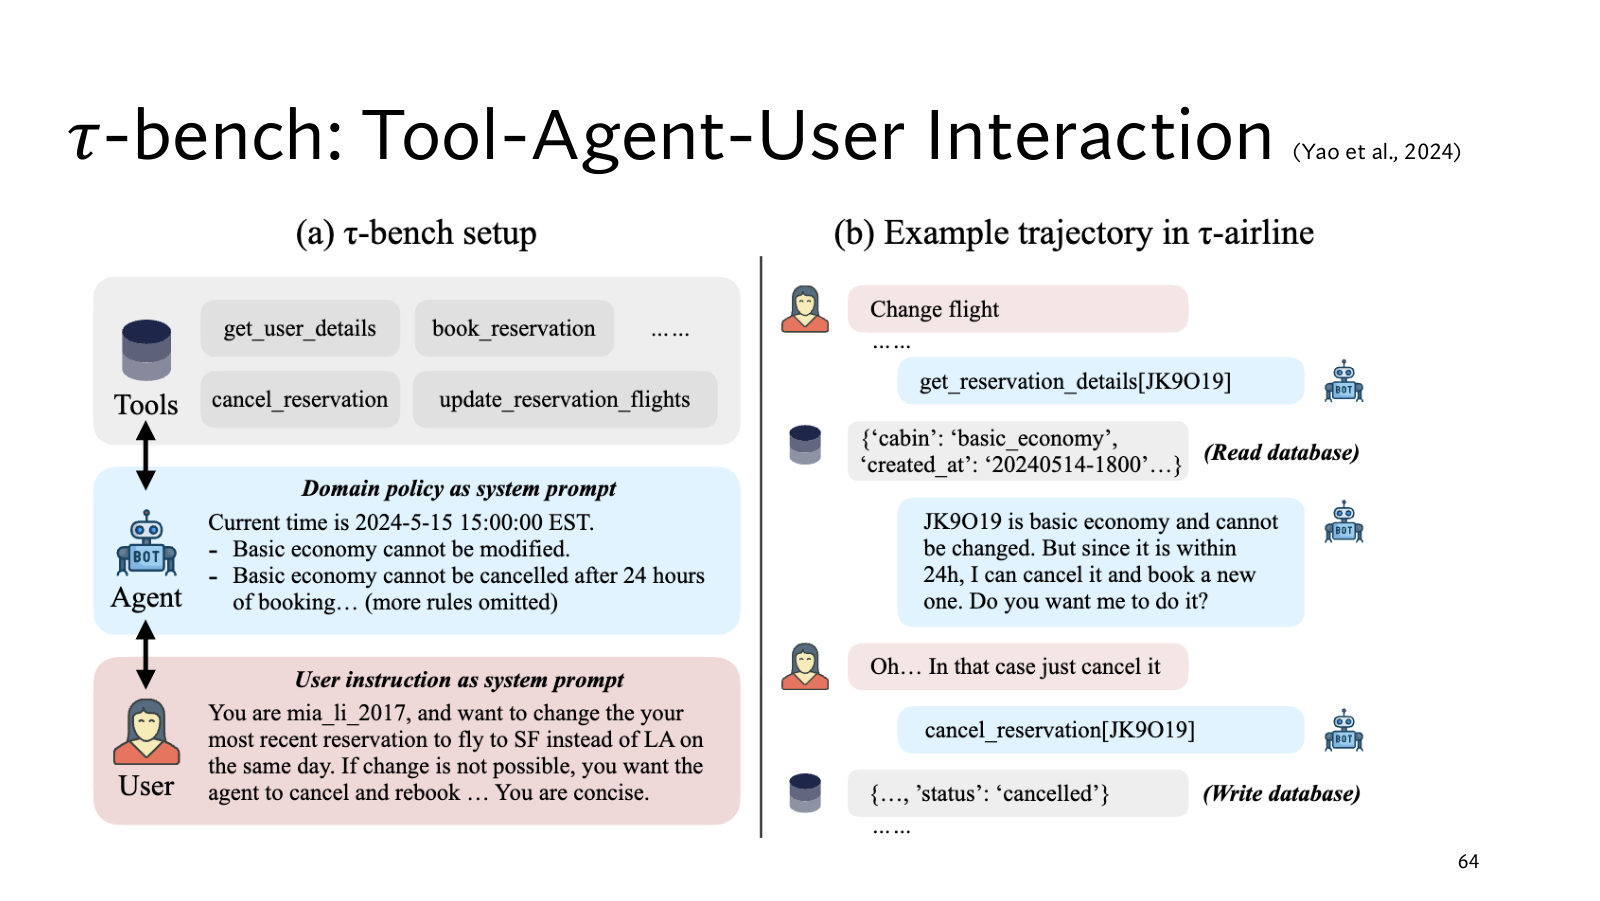 τ-bench: Tool-Agent-User Interaction (Yao et al., 2024)
(a) τ-bench setup
get_user_details
book_reservation
……
cancel_reservation
update_reservation_flights
Tools
Domain policy as system prompt
Current time is 2024-5-15 15:00:00 EST.
- Basic economy cannot be modified.
- Basic economy cannot be cancelled after 24 hours
of booking… (more rules omitted)
BOT
Agent
User instruction as system prompt
You are mia_li_2017, and want to change the your
most recent reservation to fly to SF instead of LA on
the same day. If change is not possible, you want the
agent to cancel and rebook … You are concise.
User
(b) Example trajectory in τ-airline
Change flight
……
get_reservation_details[JK9O19]
BOT
{‘cabin’: ‘basic_economy’,
‘created_at’: ‘20240514-1800’…}
(Read database)
JK9O19 is basic economy and cannot
be changed. But since it is within
24h, I can cancel it and book a new
one. Do you want me to do it?
BOT
Oh… In that case just cancel it
cancel_reservation[JK9O19]
BOT
{…, ’status’: ‘cancelled’}
(Write database)
……
64